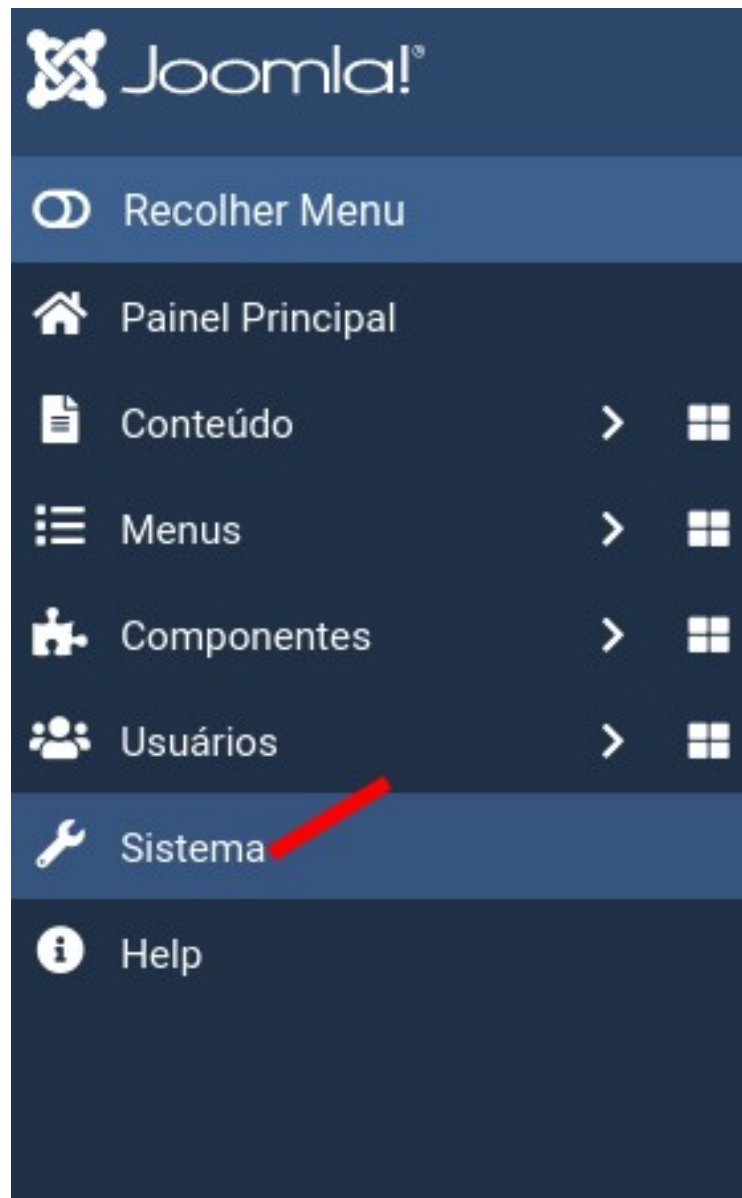 Joomla!®
Recolher Menu
Painel Principal
Conteúdo
Menus
Componentes
Usuários
Sistema
Help